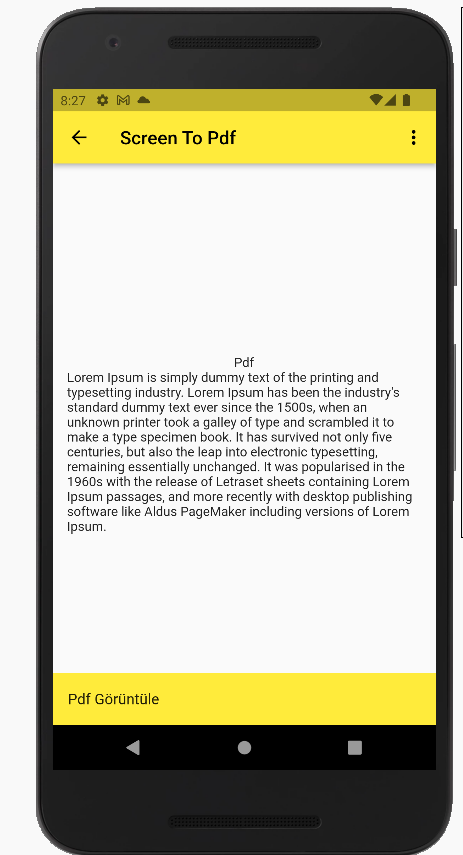 8:27
Screen To Pdf
Pdf
Lorem Ipsum is simply dummy text of the printing and
typesetting industry. Lorem Ipsum has been the industry's
standard dummy text ever since the 1500s, when an
unknown printer took a galley of type and scrambled it to
make a type specimen book. It has survived not only five
centuries, but also the leap into electronic typesetting,
remaining essentially unchanged. It was popularised in the
1960s with the release of Letraset sheets containing Lorem
Ipsum passages, and more recently with desktop publishing
software like Aldus PageMaker including versions of Lorem
Ipsum.
Pdf Görüntüle